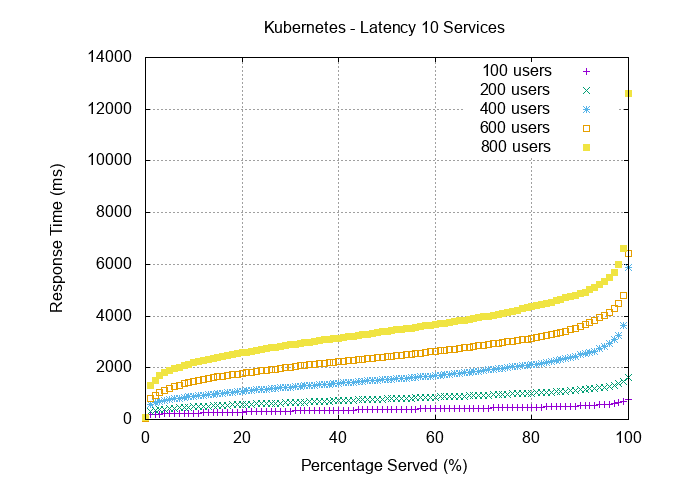 Kubernetes - Latency 10 Services
14000
12000
10000
8000
6000
4000
2000
0
Response Time (ms)
100 users
200 users
400 users
600 users
800 users
0 20 40 60 80 100
Percentage Served (%)